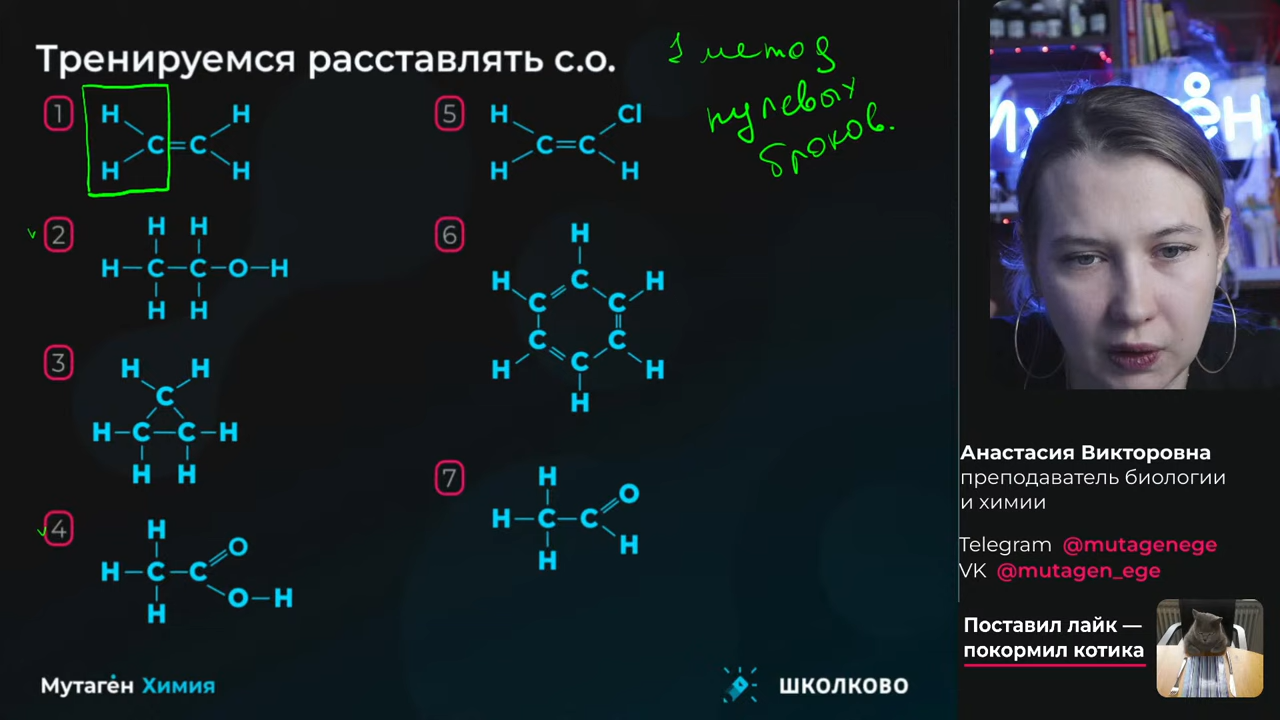 Тренируемся расставлять с.о.
1 метод
нулевых
блоков.
1
H H
C=C
H H
2
H H
H-C-C-O-H
H H
3
H H
C
H-C-C-H
H H
4
H
H-C-C
O
O-H
H
5
H Cl
C=C
H H
6
H
H C H
C C
C C
H C H
H
7
H
H-C-C
O
H
H
Мутаген Химия
ШКОЛКОВО
Анастасия Викторовна
преподаватель биологии
и химии
Telegram @mutagenege
VK @mutagen_ege
Поставил лайк —
покормил котика